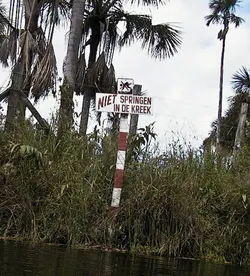 NIET SPRINGEN
IN DE KREEK